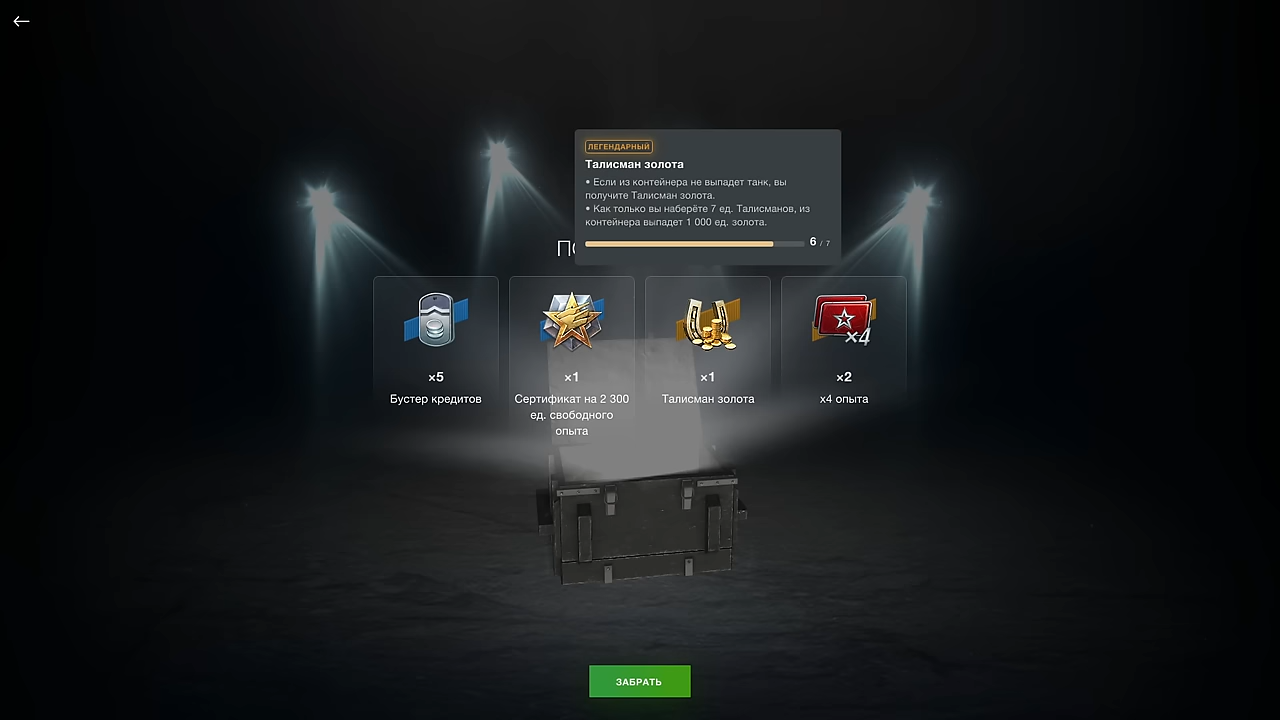 ЛЕГЕНДАРНЫЙ
Талисман золота
• Если из контейнера не выпадет танк, вы
получите Талисман золота.
• Как только вы наберёте 7 ед. Талисманов, из
контейнера выпадет 1 000 ед. золота.
6 / 7
×4
×5
×1
×1
×2
Бустер кредитов
Сертификат на 2 300
ед. свободного
опыта
Талисман золота
x4 опыта
ЗАБРАТЬ